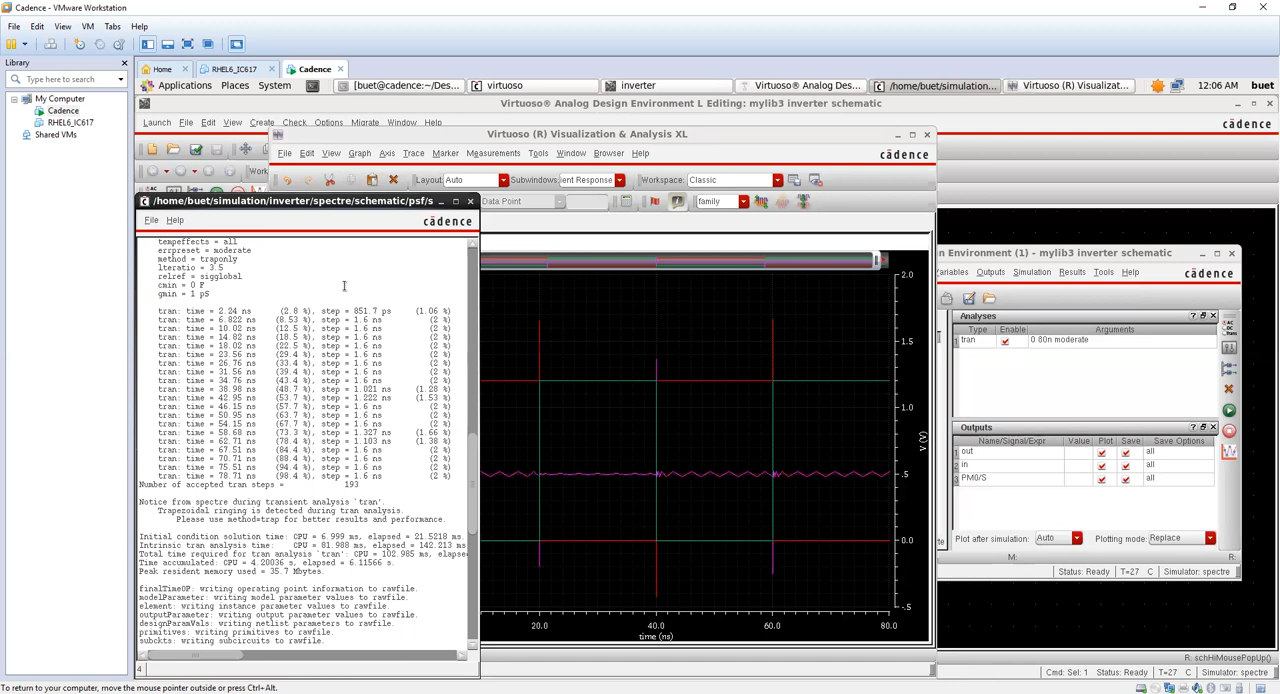 Cadence - VMware Workstation
File Edit View VM Tabs Help
Library
Type here to search
My Computer
Cadence
RHEL6_IC617
Shared VMs
Home RHEL6_IC617 Cadence
Applications Places System [buet@cadence:~/Des... virtuoso inverter Virtuoso® Analog Des... /home/buet/simulation... Virtuoso (R) Visualizat... 12:06 AM buet
Virtuoso® Analog Design Environment L Editing: mylib3 inverter schematic
Launch File Edit View Create Check Options Migrate Window Help cādence
Virtuoso (R) Visualization & Analysis XL
File Edit View Graph Axis Trace Marker Measurements Tools Window Browser Help cādence
Layout: Auto Subwindows: ient Response Workspace: Classic
Data Point family
/home/buet/simulation/inverter/spectre/schematic/psf/s
File Help cādence
tempeffects = all
errpreset = moderate
method = traponly
lteratio = 3.5
relref = sigglobal
cmin = 0 F
gmin = 1 pS
tran: time = 2.24 ns (2.8 %), step = 851.7 ps (1.06 %)
tran: time = 6.822 ns (8.53 %), step = 1.6 ns (2 %)
tran: time = 10.02 ns (12.5 %), step = 1.6 ns (2 %)
tran: time = 14.82 ns (18.5 %), step = 1.6 ns (2 %)
tran: time = 18.02 ns (22.5 %), step = 1.6 ns (2 %)
tran: time = 23.56 ns (29.4 %), step = 1.6 ns (2 %)
tran: time = 26.76 ns (33.4 %), step = 1.6 ns (2 %)
tran: time = 31.56 ns (39.4 %), step = 1.6 ns (2 %)
tran: time = 34.76 ns (43.4 %), step = 1.6 ns (2 %)
tran: time = 38.98 ns (48.7 %), step = 1.021 ns (1.28 %)
tran: time = 42.95 ns (53.7 %), step = 1.222 ns (1.53 %)
tran: time = 46.15 ns (57.7 %), step = 1.6 ns (2 %)
tran: time = 50.95 ns (63.7 %), step = 1.6 ns (2 %)
tran: time = 54.15 ns (67.7 %), step = 1.6 ns (2 %)
tran: time = 58.68 ns (73.3 %), step = 1.327 ns (1.66 %)
tran: time = 62.71 ns (78.4 %), step = 1.103 ns (1.38 %)
tran: time = 67.51 ns (84.4 %), step = 1.6 ns (2 %)
tran: time = 70.71 ns (88.4 %), step = 1.6 ns (2 %)
tran: time = 75.51 ns (94.4 %), step = 1.6 ns (2 %)
tran: time = 78.71 ns (98.4 %), step = 1.6 ns (2 %)
Number of accepted tran steps = 193
Notice from spectre during transient analysis `tran'.
Trapezoidal ringing is detected during tran analysis.
Please use method=trap for better results and performance.
Initial condition solution time: CPU = 6.999 ms, elapsed = 21.5218 ms.
Intrinsic tran analysis time: CPU = 81.988 ms, elapsed = 142.213 ms.
Total time required for tran analysis `tran': CPU = 102.985 ms, elapsed
Time accumulated: CPU = 4.20036 s, elapsed = 6.11566 s.
Peak resident memory used = 35.7 Mbytes.
finalTimeOP: writing operating point information to rawfile.
modelParameter: writing model parameter values to rawfile.
element: writing instance parameter values to rawfile.
outputParameter: writing output parameter values to rawfile.
designParamVals: writing netlist parameters to rawfile.
primitives: writing primitives to rawfile.
subckts: writing subcircuits to rawfile.
4
2.0
1.5
1.0
.5
0.0
-.5
V (V)
20.0 40.0 60.0 80.0
time (ns)
n Environment (1) - mylib3 inverter schematic
ariables Outputs Simulation Results Tools Help cādence
Analyses
Type Enable Arguments
1 tran 0 80n moderate
Outputs
Name/Signal/Expr Value Plot Save Save Options
1 out all
2 in all
3 PM0/S all
Plot after simulation: Auto Plotting mode: Replace
M: R:
Status: Ready T=27 C Simulator: spectre
R: schHiMousePopUp()
Cmd: Sel: 1 Status: Ready T=27 C Simulator: spectre
To return to your computer, move the mouse pointer outside or press Ctrl+Alt.